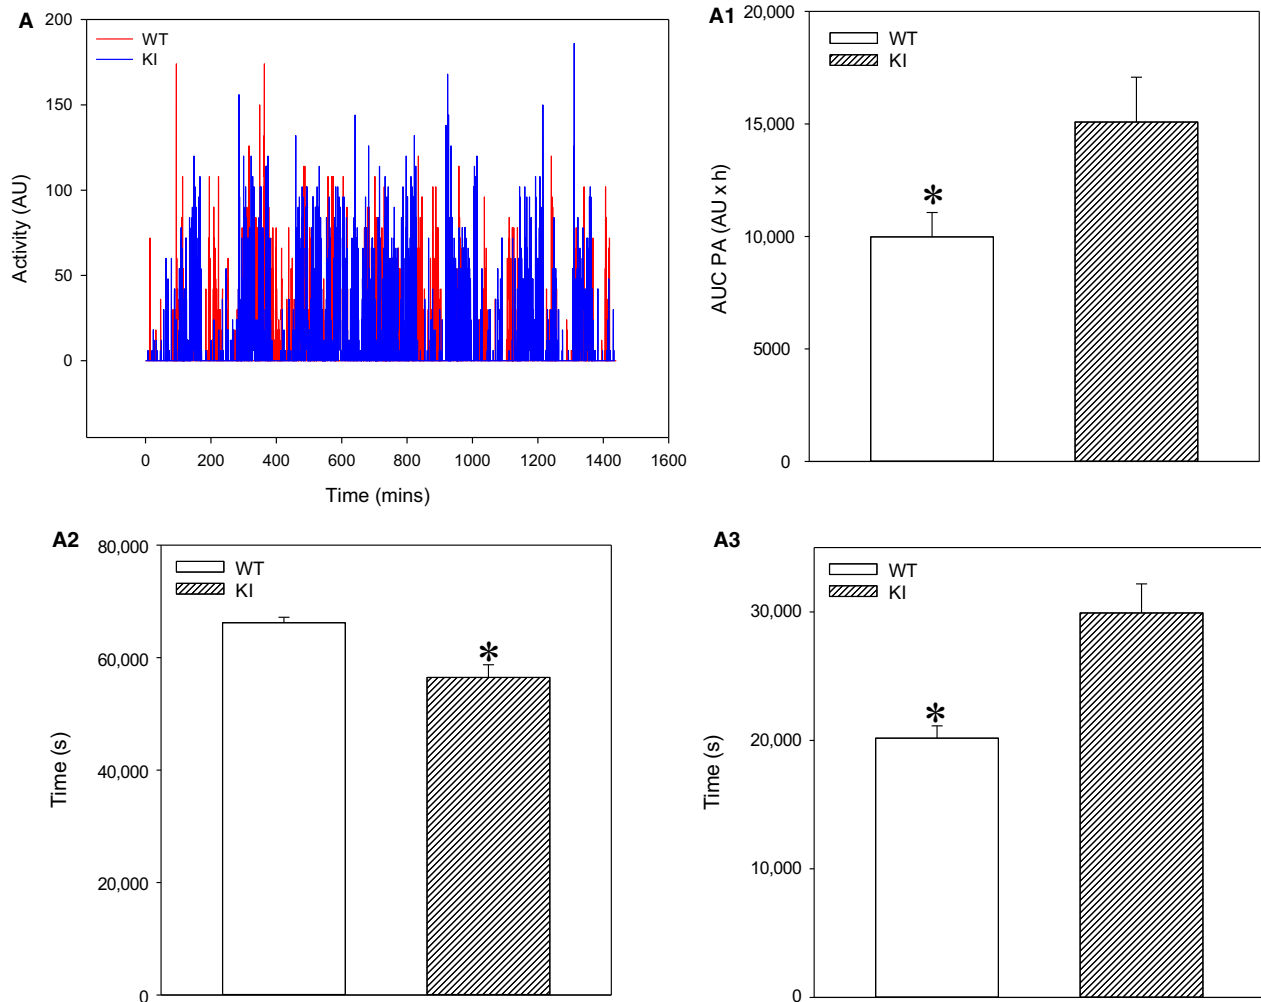 A
200
150
100
50
0
Activity (AU)
WT
KI
0 200 400 600 800 1000 1200 1400 1600
Time (mins)
A1
20,000
15,000
10,000
5000
0
AUC PA (AU x h)
WT
KI
*
A2
80,000
60,000
40,000
20,000
0
Time (s)
WT
KI
*
A3
30,000
20,000
10,000
0
Time (s)
WT
KI
*